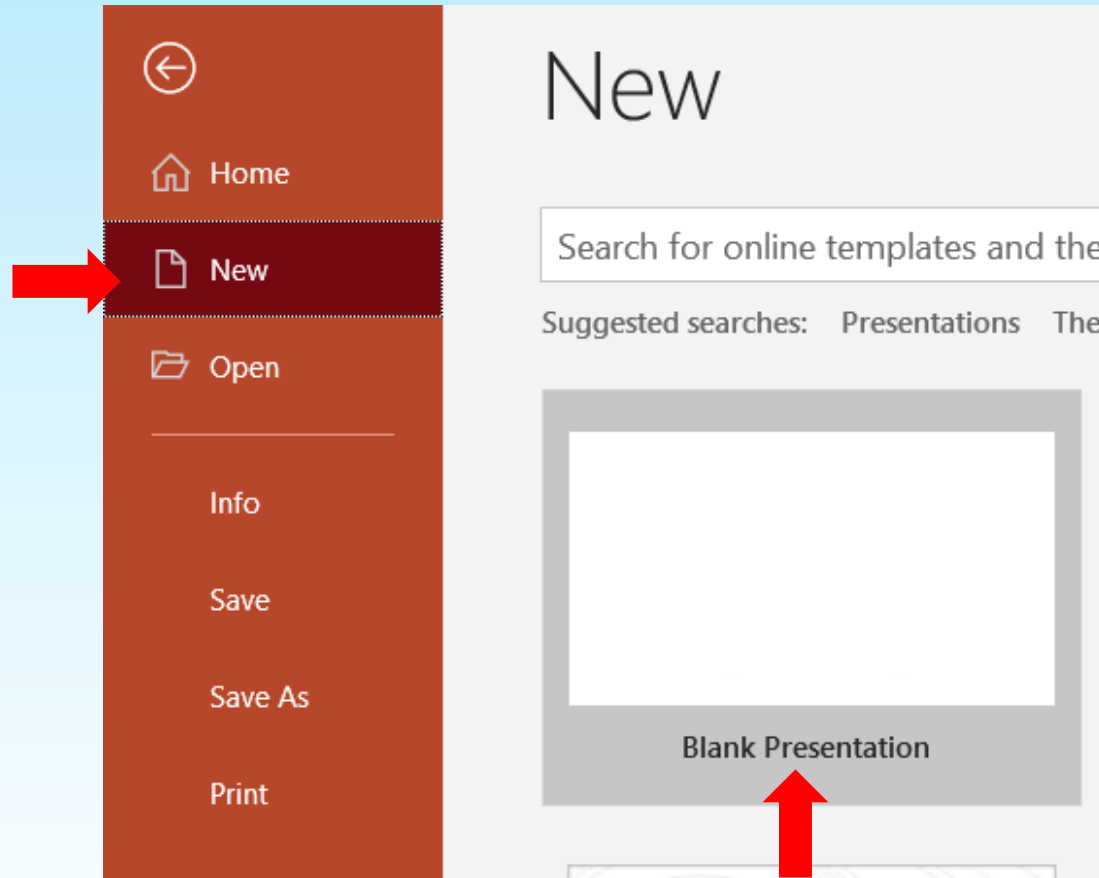 Home
New
Open
Info
Save
Save As
Print
New
Search for online templates and the
Suggested searches: Presentations The
Blank Presentation